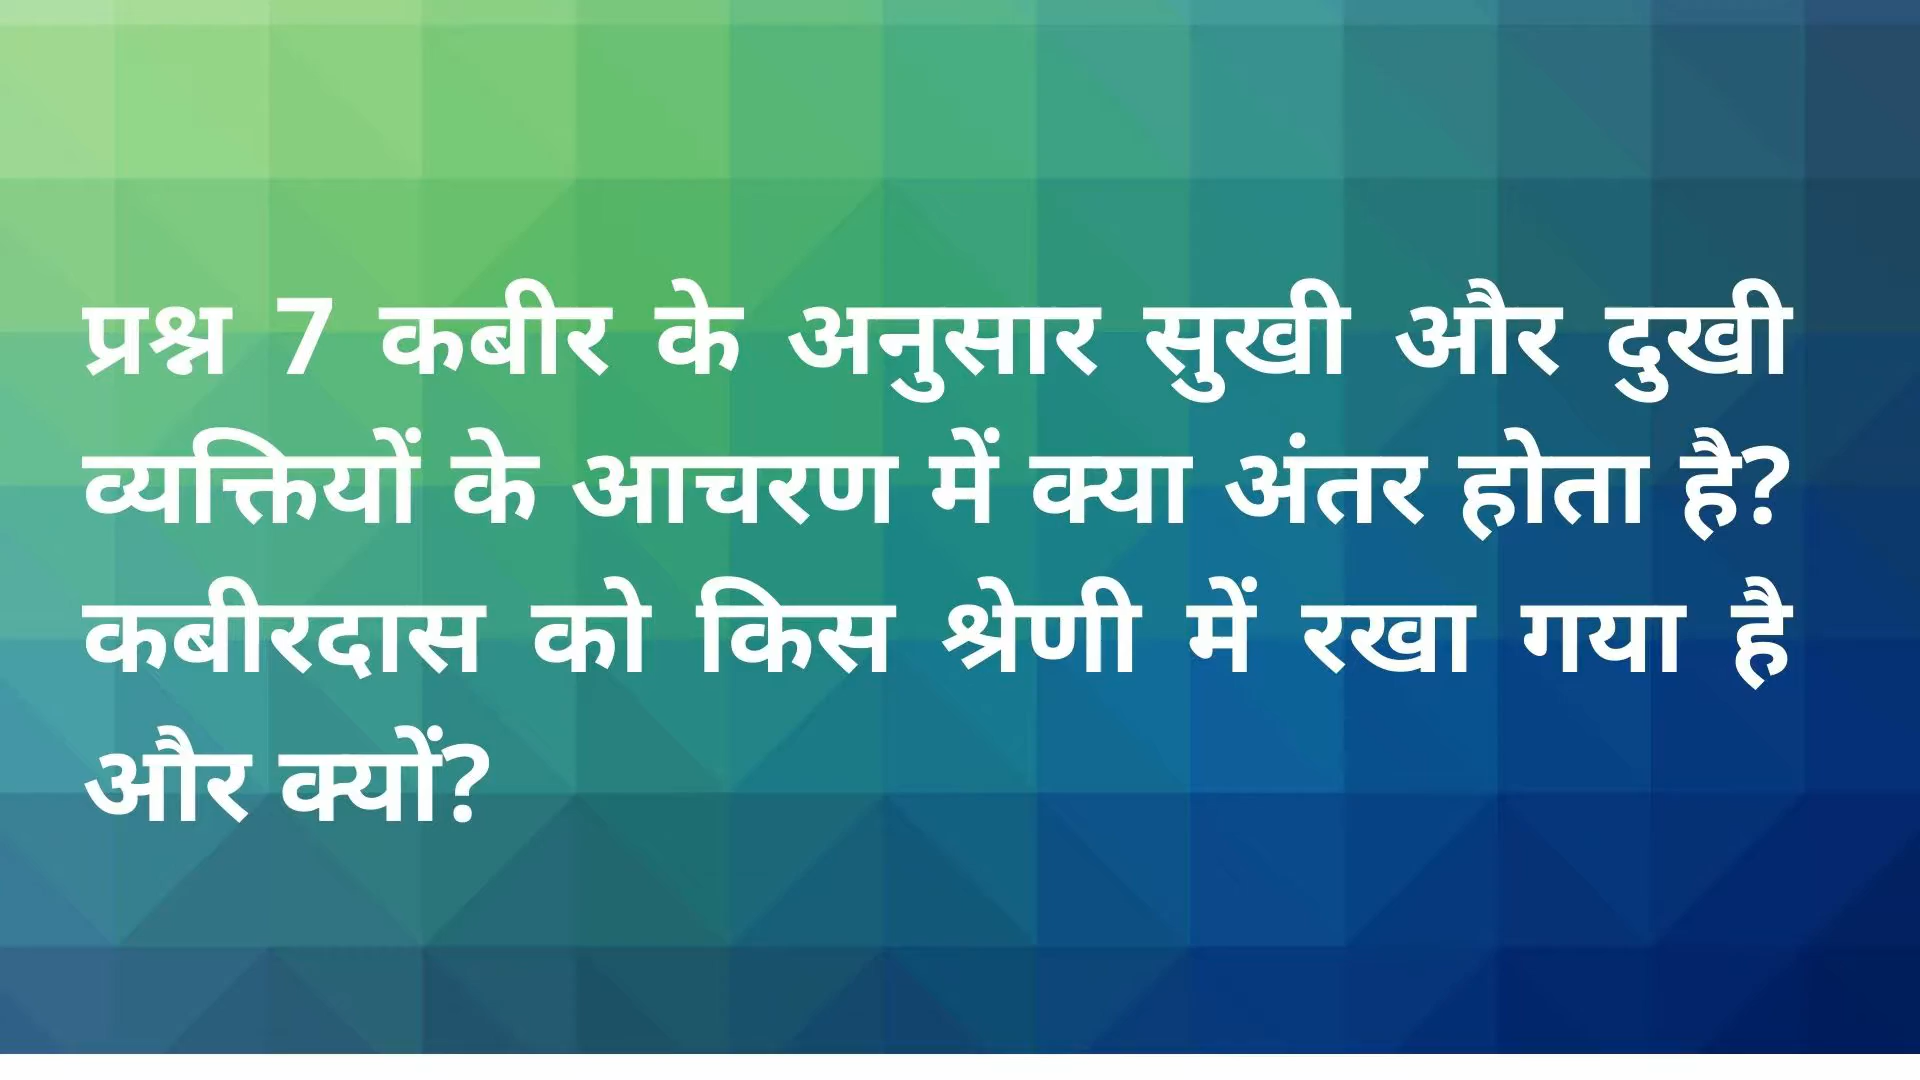 प्रश्न 7 कबीर के अनुसार सुखी और दुखी
व्यक्तियों के आचरण में क्या अंतर होता है?
कबीरदास को किस श्रेणी में रखा गया है
और क्यों?